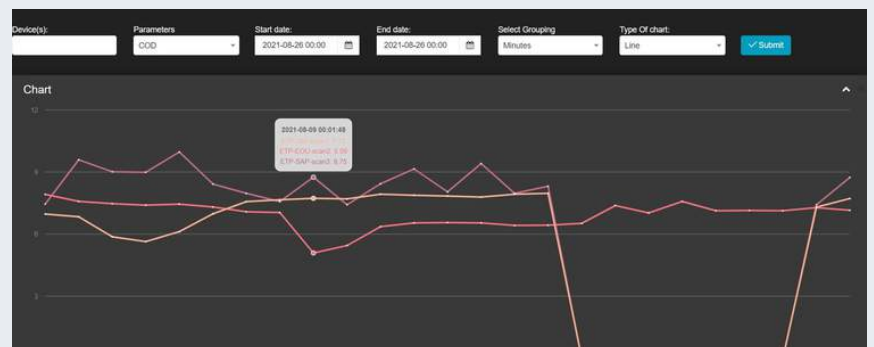 Device(s):
Parameters
Start date:
End date:
Select Grouping
Type Of chart:
COD
2021-08-26 00:00
2021-08-26 00:00
Minutes
Line
Submit
Chart
2021-08-09 00:01:48
ETP-SAP-scan3: 8.75